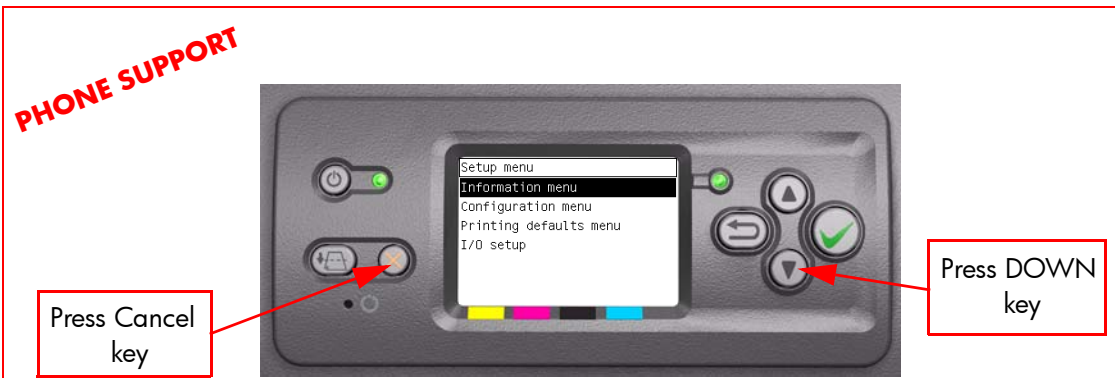 PHONE SUPPORT
Setup menu
Information menu
Configuration menu
Printing defaults menu
I/O setup
Press Cancel
key
Press DOWN
key